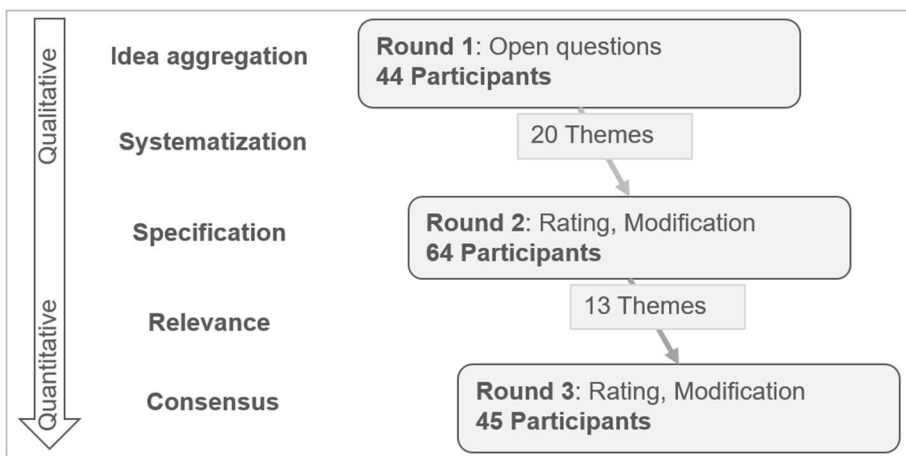 Qualitative
Idea aggregation
Round 1: Open questions
44 Participants
Systematization
20 Themes
Specification
Round 2: Rating, Modification
64 Participants
Quantitative
Relevance
13 Themes
Consensus
Round 3: Rating, Modification
45 Participants